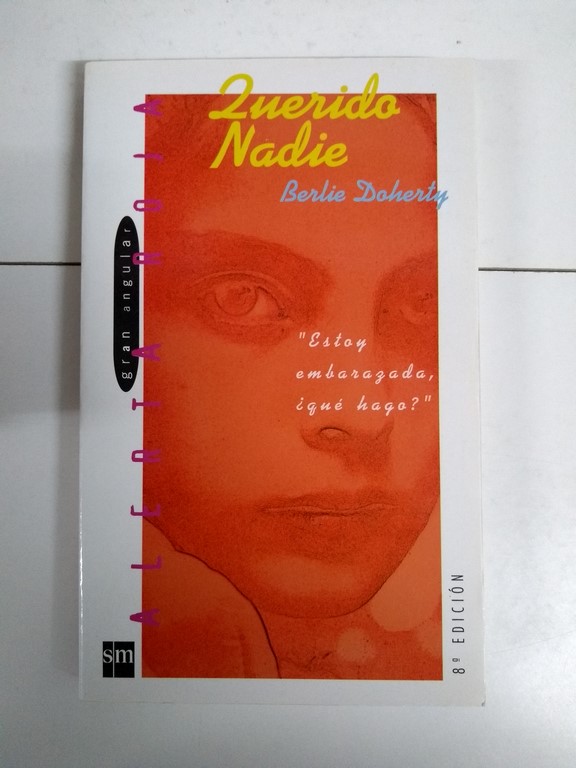 Querido
Nadie
Berlie Doherty
"Estoy
embarazada,
¿qué hago?"
gran angular
ALERTA ROJA
sm
8ª EDICIÓN